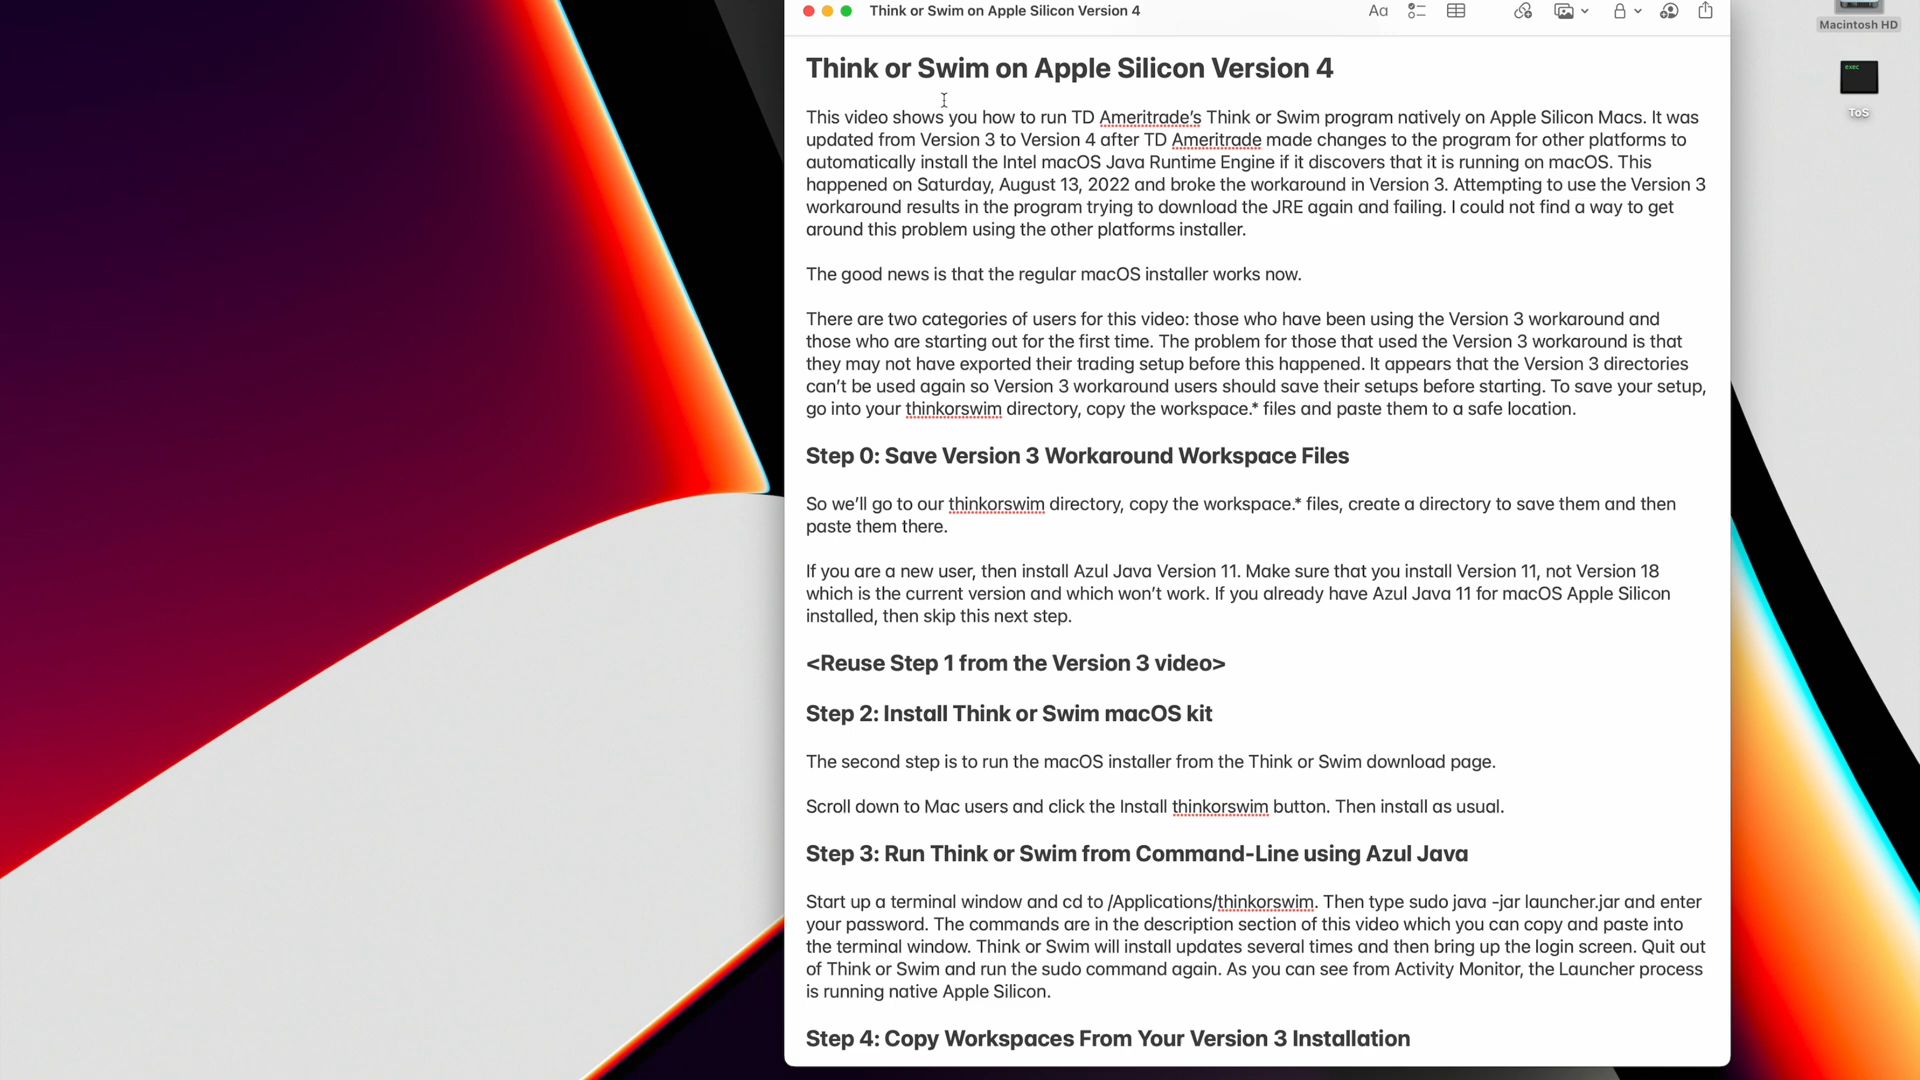 Think or Swim on Apple Silicon Version 4
Aa
Macintosh HD
exec
ToS
Think or Swim on Apple Silicon Version 4
This video shows you how to run TD Ameritrade’s Think or Swim program natively on Apple Silicon Macs. It was
updated from Version 3 to Version 4 after TD Ameritrade made changes to the program for other platforms to
automatically install the Intel macOS Java Runtime Engine if it discovers that it is running on macOS. This
happened on Saturday, August 13, 2022 and broke the workaround in Version 3. Attempting to use the Version 3
workaround results in the program trying to download the JRE again and failing. I could not find a way to get
around this problem using the other platforms installer.
The good news is that the regular macOS installer works now.
There are two categories of users for this video: those who have been using the Version 3 workaround and
those who are starting out for the first time. The problem for those that used the Version 3 workaround is that
they may not have exported their trading setup before this happened. It appears that the Version 3 directories
can’t be used again so Version 3 workaround users should save their setups before starting. To save your setup,
go into your thinkorswim directory, copy the workspace.* files and paste them to a safe location.
Step 0: Save Version 3 Workaround Workspace Files
So we’ll go to our thinkorswim directory, copy the workspace.* files, create a directory to save them and then
paste them there.
If you are a new user, then install Azul Java Version 11. Make sure that you install Version 11, not Version 18
which is the current version and which won’t work. If you already have Azul Java 11 for macOS Apple Silicon
installed, then skip this next step.
<Reuse Step 1 from the Version 3 video>
Step 2: Install Think or Swim macOS kit
The second step is to run the macOS installer from the Think or Swim download page.
Scroll down to Mac users and click the Install thinkorswim button. Then install as usual.
Step 3: Run Think or Swim from Command-Line using Azul Java
Start up a terminal window and cd to /Applications/thinkorswim. Then type sudo java -jar launcher.jar and enter
your password. The commands are in the description section of this video which you can copy and paste into
the terminal window. Think or Swim will install updates several times and then bring up the login screen. Quit out
of Think or Swim and run the sudo command again. As you can see from Activity Monitor, the Launcher process
is running native Apple Silicon.
Step 4: Copy Workspaces From Your Version 3 Installation